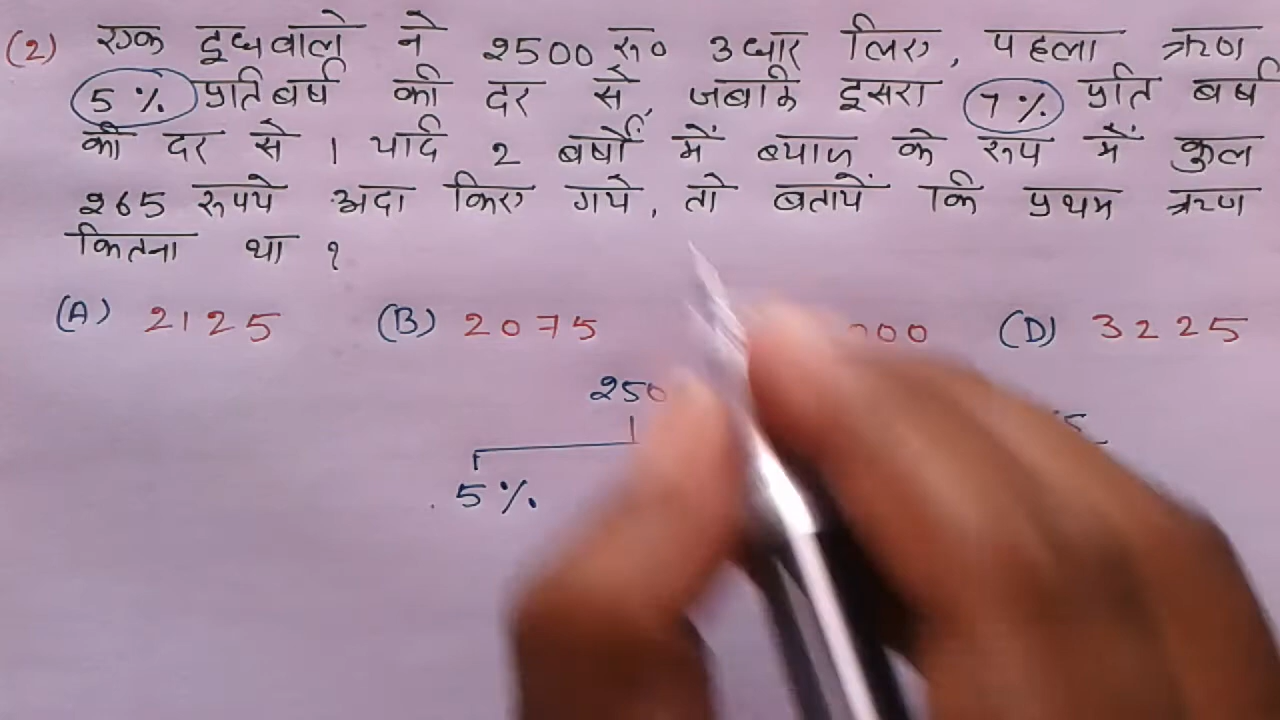 (2) एक दूधवाले ने 2500 रू० उधार लिए, पहला ऋण
5% प्रतिवर्ष की दर से, जबकि दूसरा 7% प्रति वर्ष
की दर से । यदि 2 वर्षों में ब्याज के रूप में कुल
265 रूपये अदा किए गये, तो बतायें कि प्रथम ऋण
कितना था ?
(A) 2125 (B) 2075 (D) 3225
5%